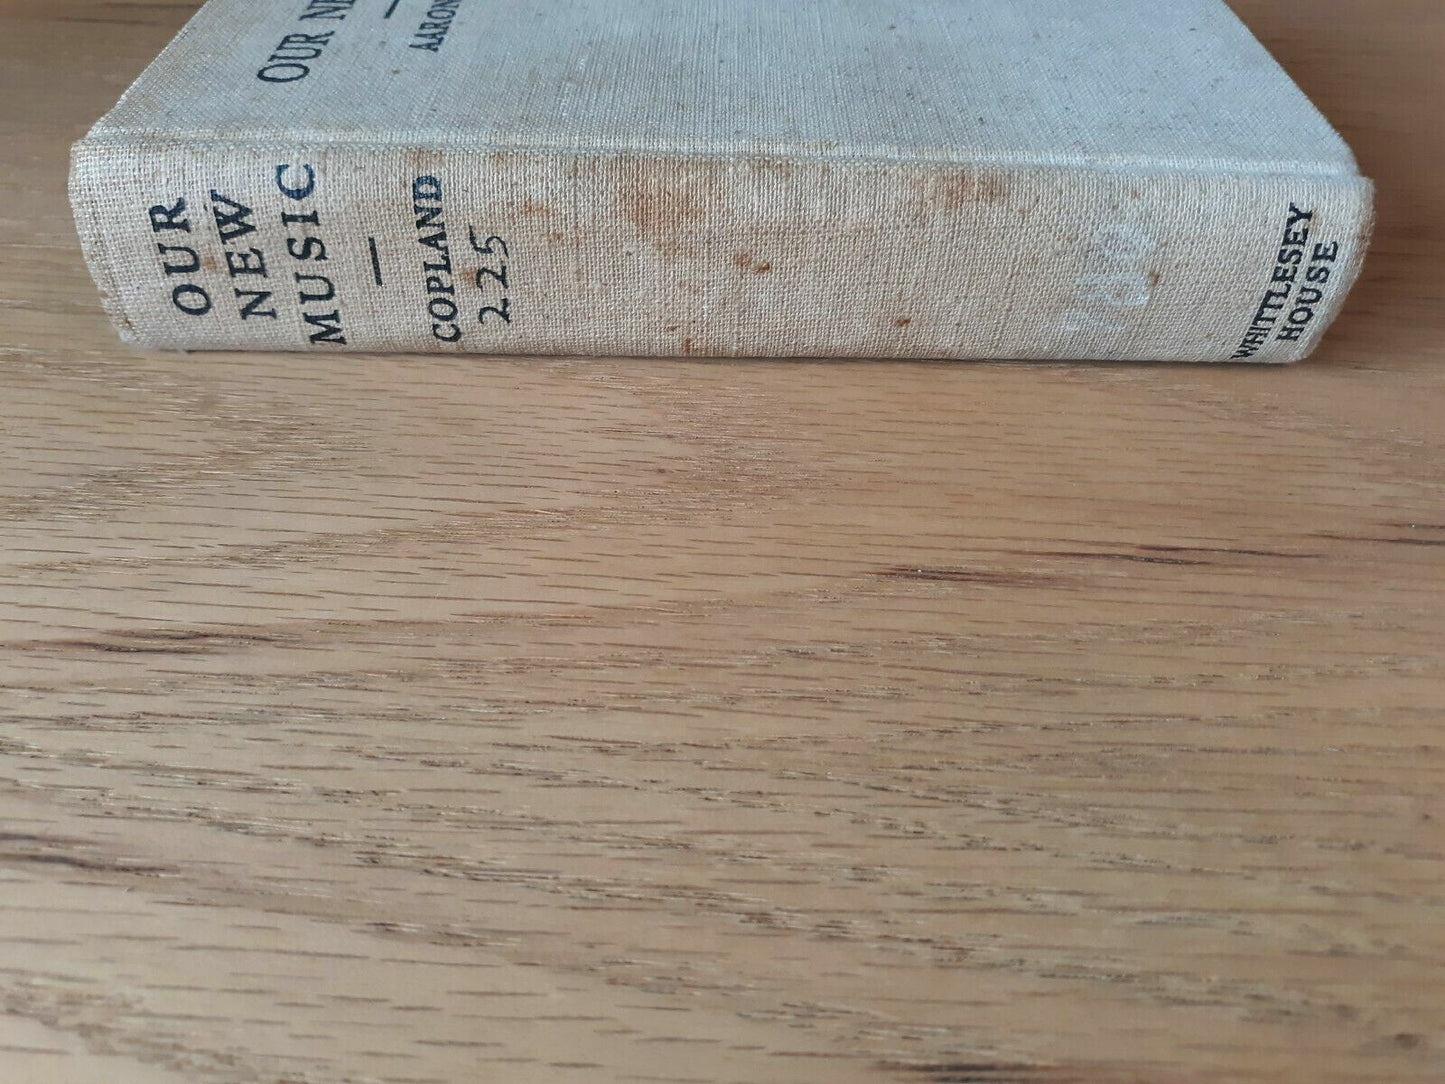 OUR NE
AARON
OUR
NEW
MUSIC
COPLAND
225
WHITTLESEY
HOUSE